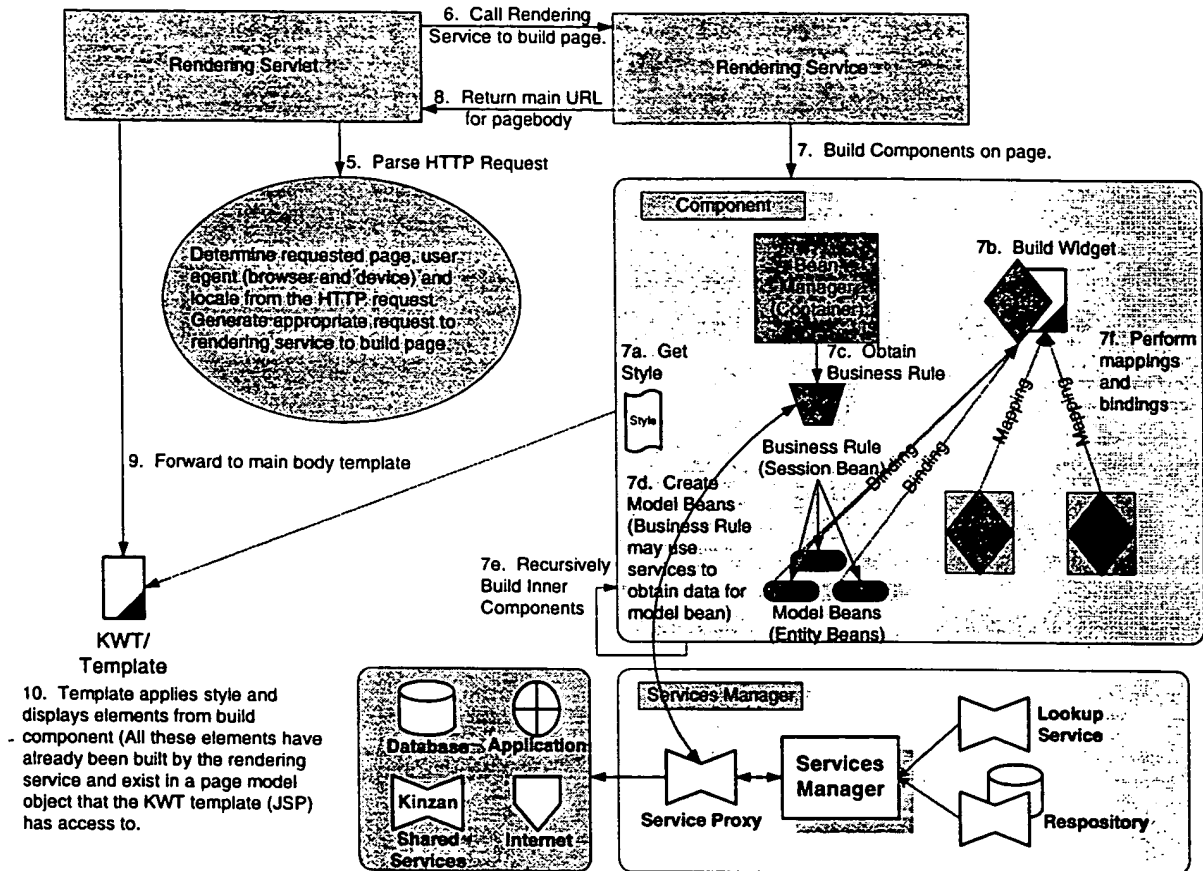 6. Call Rendering
Service to build page.
Rendering Servlet
Rendering Service
8. Return main URL
for pagebody
5. Parse HTTP Request
7. Build Components on page.
Component
Determine requested page, user
agent (browser and device) and
locale from the HTTP request.
Generate appropriate request to
rendering service to build page
Bean
Manager
(Container)
7b. Build Widget
7a. Get
Style
Style
7c. Obtain
Business Rule
7f. Perform
mappings
and
bindings
Mapping
Mapping
Business Rule
(Session Bean)
Binding
Binding
9. Forward to main body template
7d. Create
Model Beans
(Business Rule
may use
services to
obtain data for
model bean)
7e. Recursively
Build Inner
Components
Model Beans
(Entity Beans)
KWT/
Template
10. Template applies style and
displays elements from build
component (All these elements have
already been built by the rendering
service and exist in a page model
object that the KWT template (JSP)
has access to.
Database
Application
Kinzan
Shared
Services
Internet
Services Manager
Service Proxy
Services
Manager
Lookup
Service
Respository